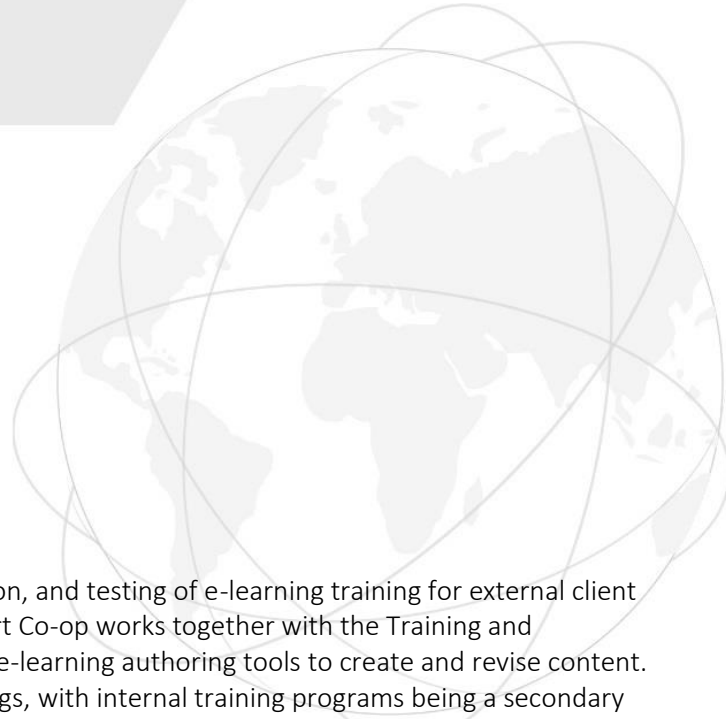 on, and testing of e-learning training for external client
rt Co-op works together with the Training and
e-learning authoring tools to create and revise content.
gs, with internal training programs being a secondary